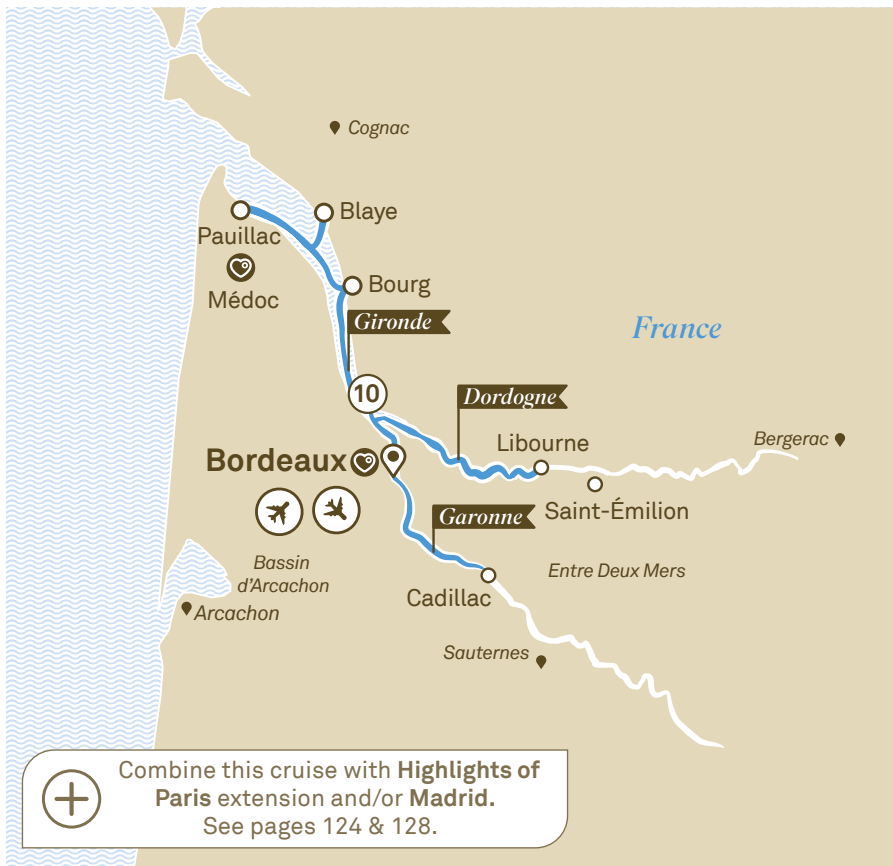 Cognac
Blaye
Pauillac
Médoc
Bourg
Gironde
France
10
Dordogne
Libourne
Bergerac
Bordeaux
Saint-Émilion
Garonne
Bassin
d'Arcachon
Entre Deux Mers
Cadillac
Arcachon
Sauternes
Combine this cruise with Highlights of
Paris extension and/or Madrid.
See pages 124 & 128.